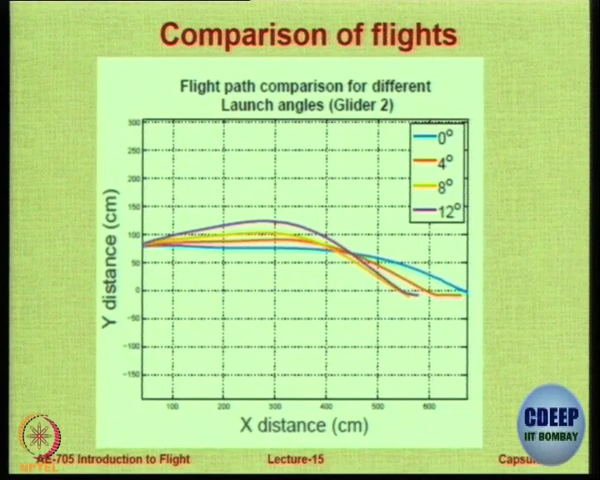 Comparison of flights
Flight path comparison for different
Launch angles (Glider 2)
300
250
200
150
100
50
0
−50
−100
−150
Y distance (cm)
0°
4°
8°
12°
100
200
300
400
500
600
X distance (cm)
CDEEP
IIT BOMBAY
NPTEL
AE-705 Introduction to Flight
Lecture-15
Capsul